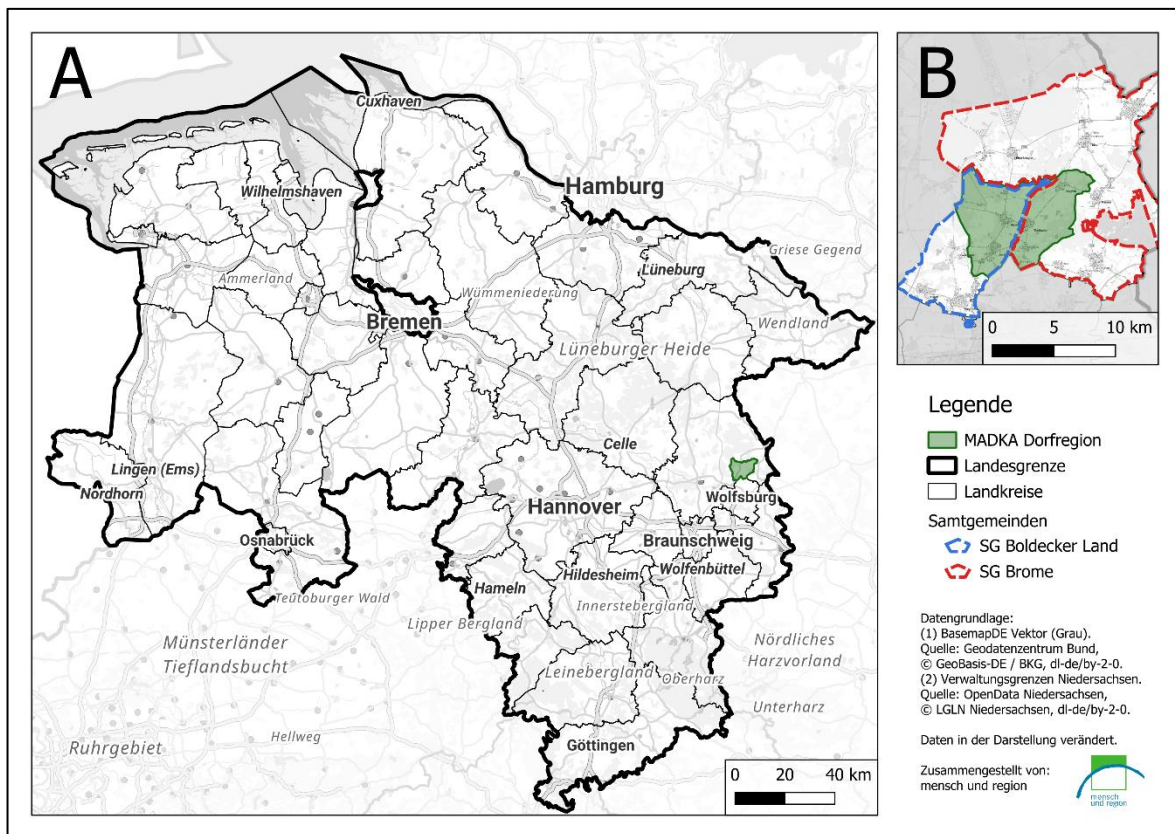 A
Cuxhaven
Wilhelmshaven
Hamburg
Griese Gegend
Ammerland
Lüneburg
Wümmeniederung
Bremen
Wendland
Lüneburger Heide
Celle
Lingen (Ems)
Nordhorn
Wolfsburg
Hannover
Osnabrück
Braunschweig
Wolfenbüttel
Hildesheim
Hameln
Teutoburger Wald
Innerstebergland
Lipper Bergland
Münsterländer
Tieflandsbucht
Nördliches
Harzvorland
Leinebergland
Oberharz
Unterharz
Ruhrgebiet
Hellweg
Göttingen
0 20 40 km
B
0 5 10 km
Legende
MADKA Dorfregion
Landesgrenze
Landkreise
Samtgemeinden
SG Boldecker Land
SG Brome
Datengrundlage:
(1) BasemapDE Vektor (Grau).
Quelle: Geodatenzentrum Bund,
© GeoBasis-DE / BKG, dl-de/by-2-0.
(2) Verwaltungsgrenzen Niedersachsen.
Quelle: OpenData Niedersachsen,
© LGLN Niedersachsen, dl-de/by-2-0.
Daten in der Darstellung verändert.
Zusammengestellt von:
mensch und region
mensch
und region